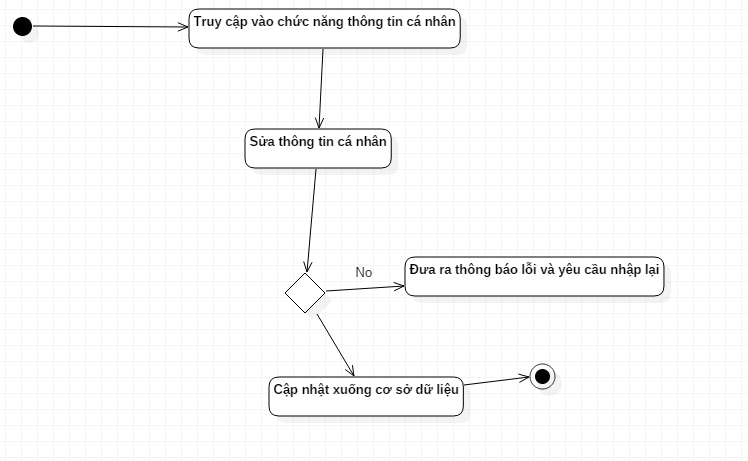 Truy cập vào chức năng thông tin cá nhân
Sửa thông tin cá nhân
No
Đưa ra thông báo lỗi và yêu cầu nhập lại
Cập nhật xuống cơ sở dữ liệu